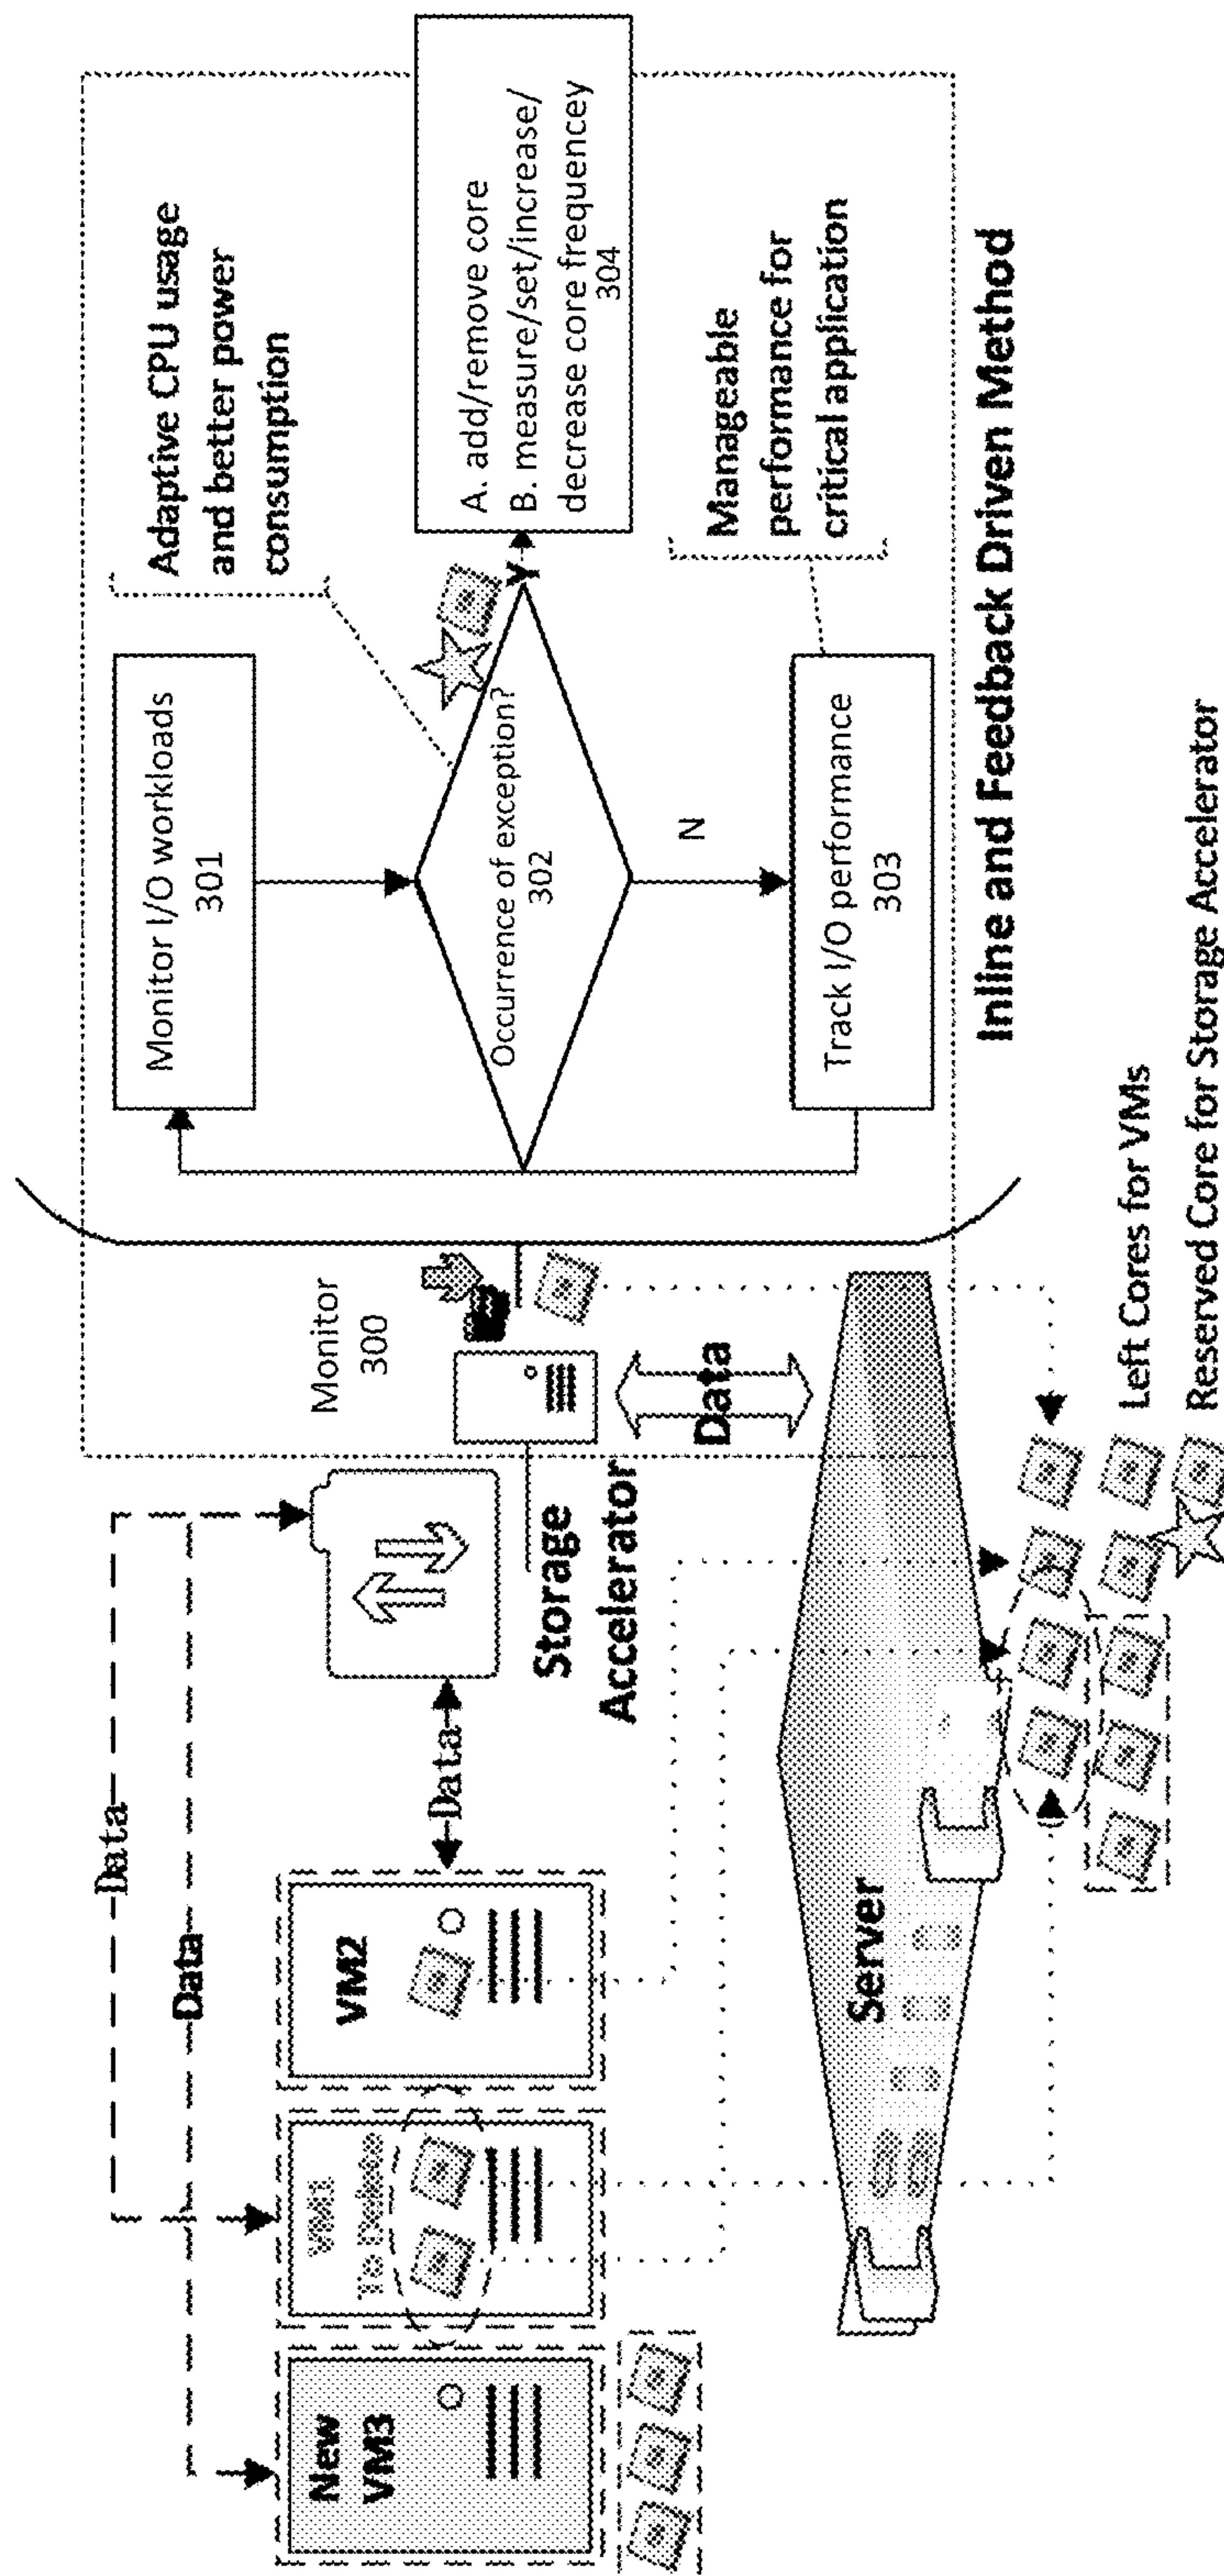 Data
Data
New
VM3
VM1
To Delete
VM2
Data
Storage
Accelerator
Monitor
300
Data
Server
Monitor I/O workloads
301
Occurrence of exception?
302
Y
N
Track I/O performance
303
Adaptive CPU usage
and better power
consumption
A. add/remove core
B. measure/set/increase/
decrease core frequencey
304
Manageable
performance for
critical application
Inline and Feedback Driven Method
Left Cores for VMs
Reserved Core for Storage Accelerator